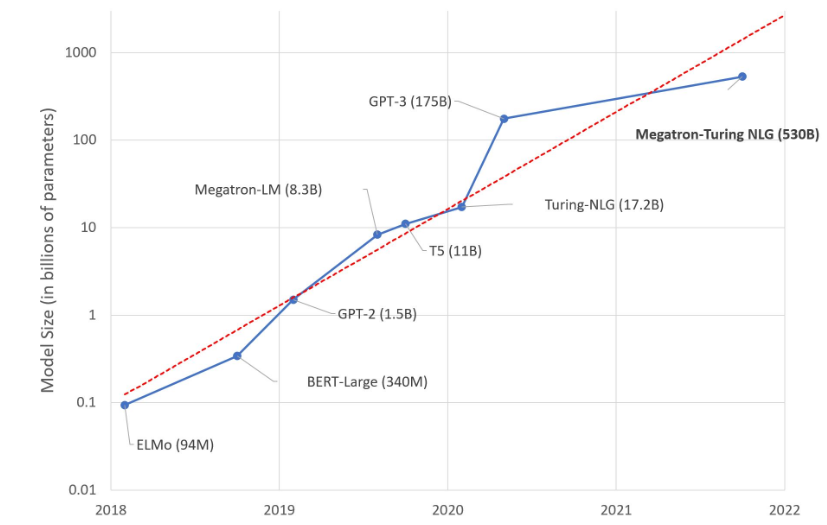 Model Size (in billions of parameters)
1000
100
10
1
0.1
0.01
2018
2019
2020
2021
2022
GPT-3 (175B)
Megatron-Turing NLG (530B)
Megatron-LM (8.3B)
Turing-NLG (17.2B)
T5 (11B)
GPT-2 (1.5B)
BERT-Large (340M)
ELMo (94M)